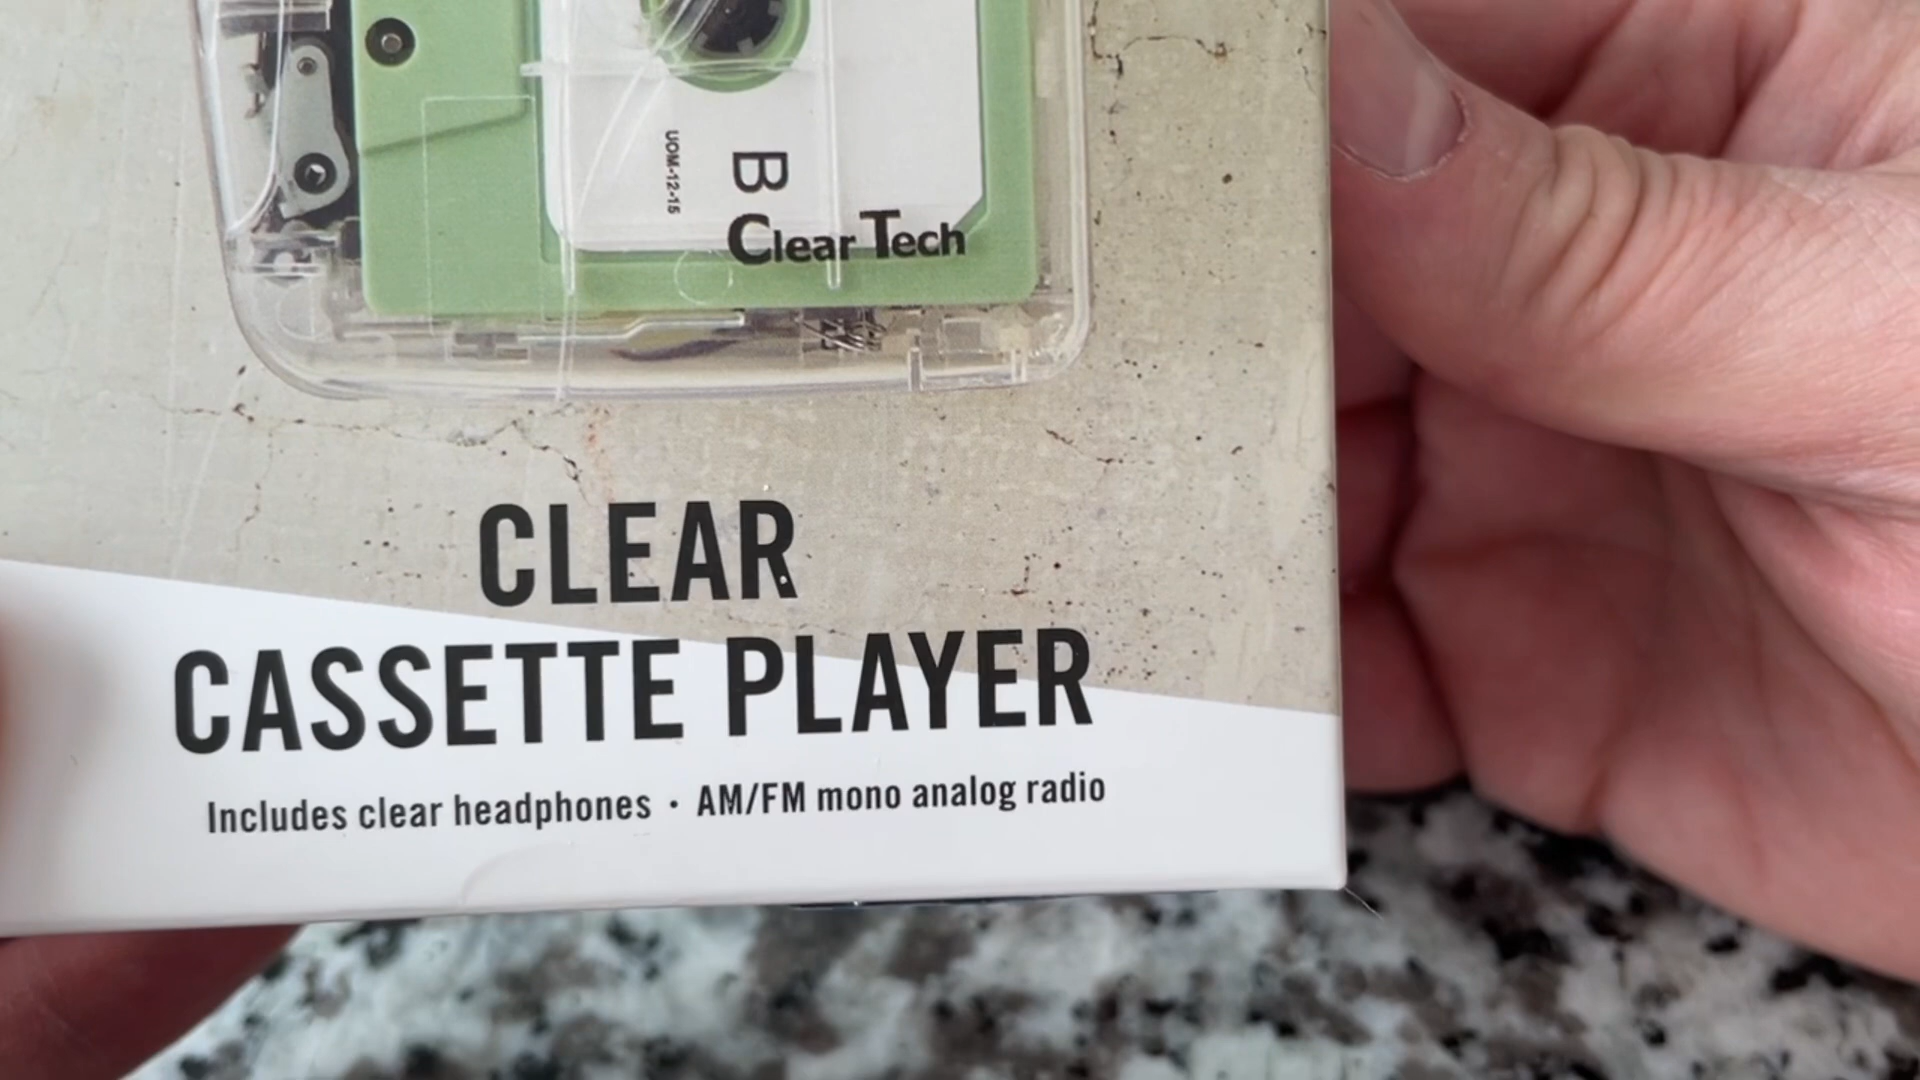 UOM-12-15
B
Clear Tech
CLEAR
CASSETTE PLAYER
Includes clear headphones · AM/FM mono analog radio